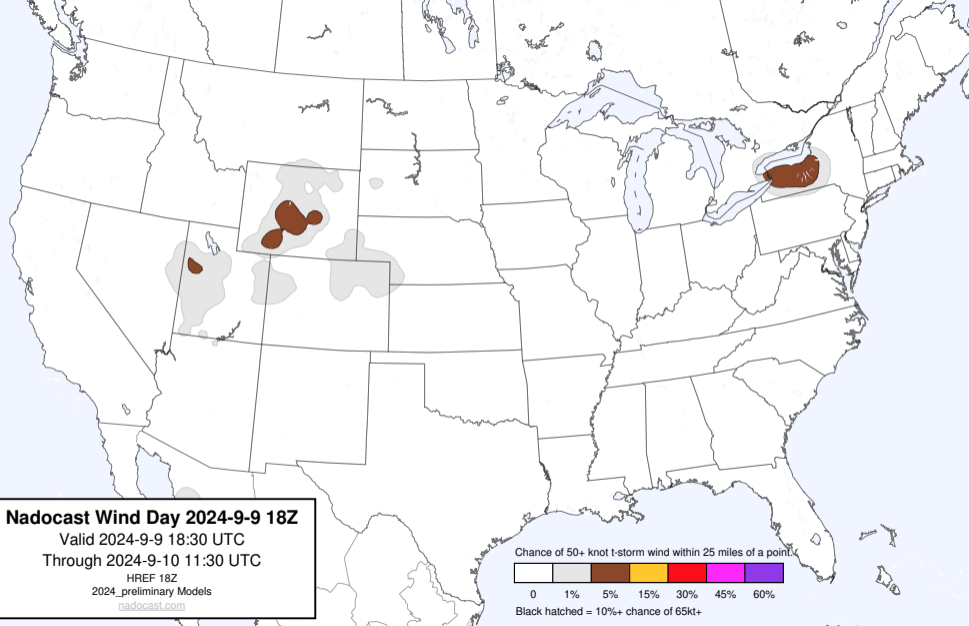 Nadocast Wind Day 2024-9-9 18Z
Valid 2024-9-9 18:30 UTC
Through 2024-9-10 11:30 UTC
HREF 18Z
2024_preliminary Models
nadocast.com
Chance of 50+ knot t-storm wind within 25 miles of a point.
0 1% 5% 15% 30% 45% 60%
Black hatched = 10%+ chance of 65kt+